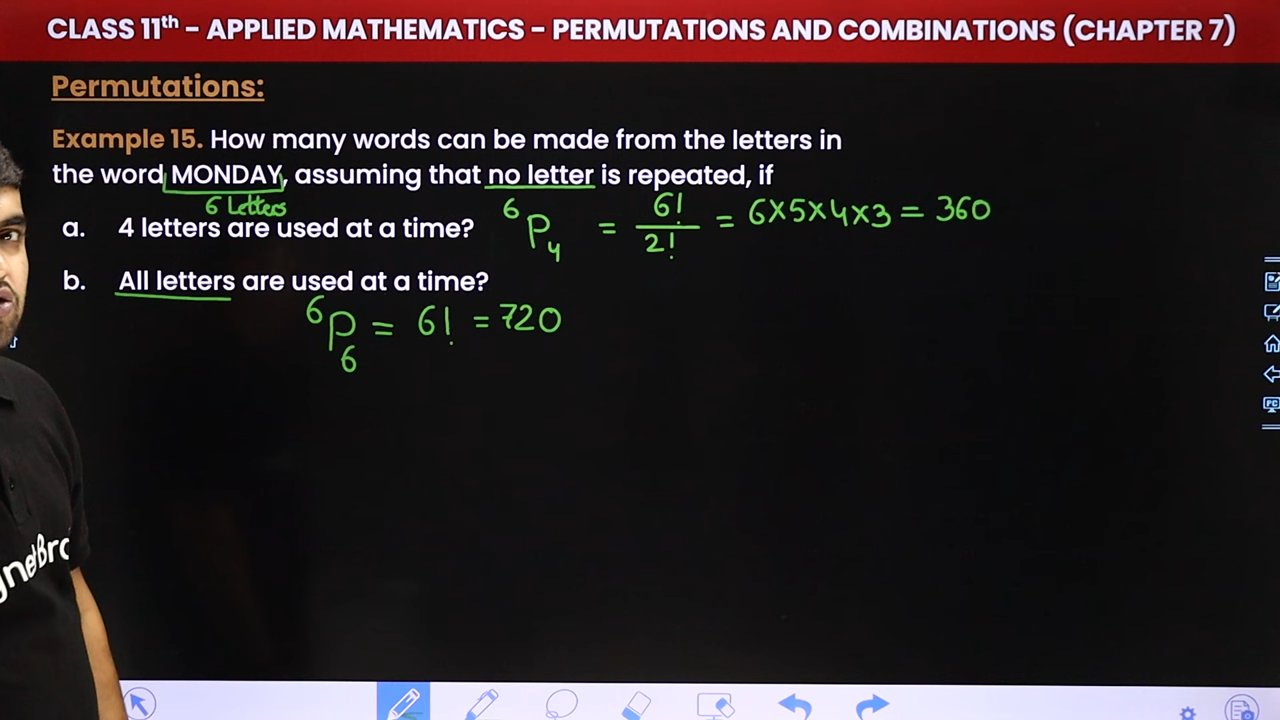 CLASS 11th – APPLIED MATHEMATICS – PERMUTATIONS AND COMBINATIONS (CHAPTER 7)
Permutations:
Example 15. How many words can be made from the letters in
the word MONDAY, assuming that no letter is repeated, if
6 Letters
a. 4 letters are used at a time? ⁶P₄ = 6!/2! = 6×5×4×3 = 360
b. All letters are used at a time?
⁶P₆ = 6! = 720